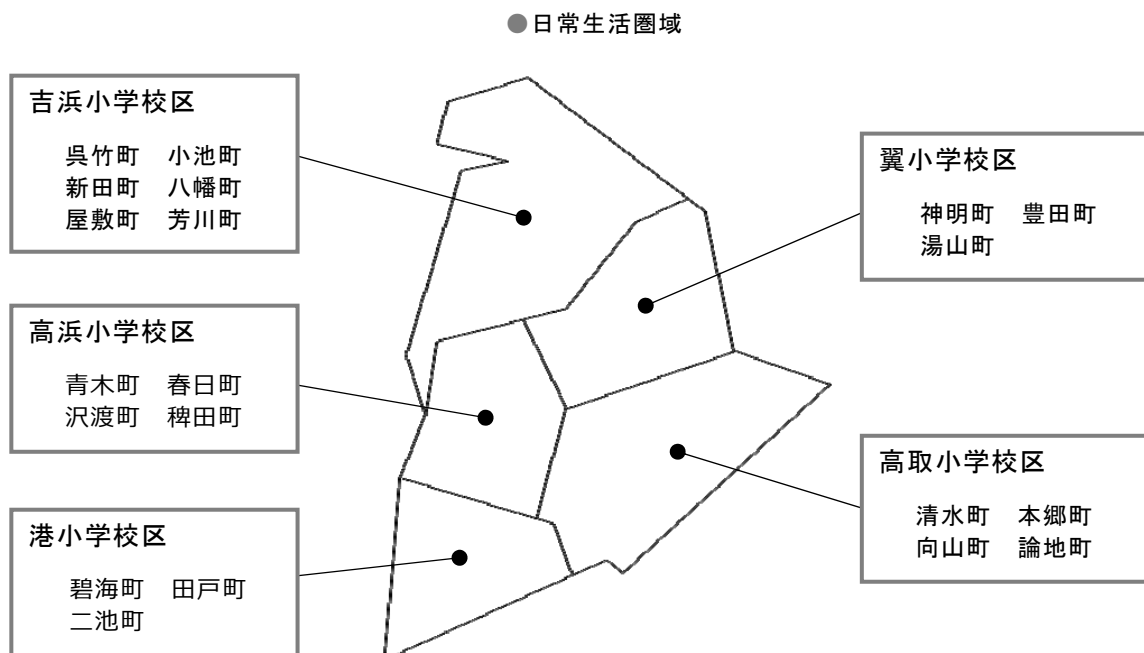 ●日常生活圏域
吉浜小学校区
呉竹町 小池町
新田町 八幡町
屋敷町 芳川町
高浜小学校区
青木町 春日町
沢渡町 稗田町
港小学校区
碧海町 田戸町
二池町
翼小学校区
神明町 豊田町
湯山町
高取小学校区
清水町 本郷町
向山町 論地町